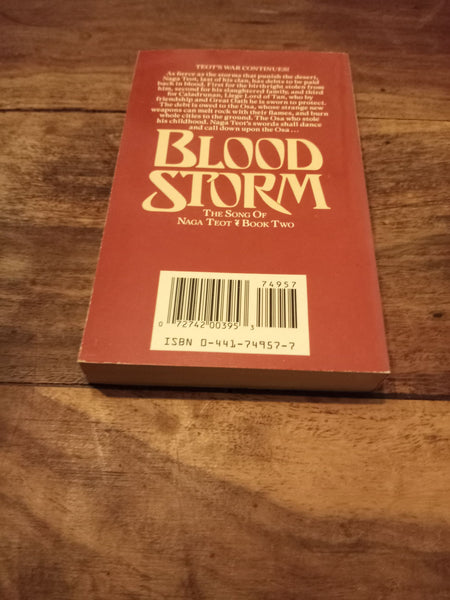 TEOT'S WAR CONTINUES!
As fierce as the storms that punish the desert,
Naga Teot, last of his clan, has debts to be paid
back in blood. First for the birthright stolen from
him, second for his slaughtered family, and third
for Caladrunan, Liege Lord of Tan, who by
friendship and Great Oath he is sworn to protect.
The debt is owed to the Osa, whose strange new
weapons can melt rock with their flames, and burn
whole cities to the ground. The Osa who stole
his childhood. Naga Teot's swords shall dance
and call down upon the Osa ...
BLOOD
STORM
THE SONG OF
NAGA TEOT BOOK TWO
74957
0 72742 00395 3
ISBN 0-441-74957-7